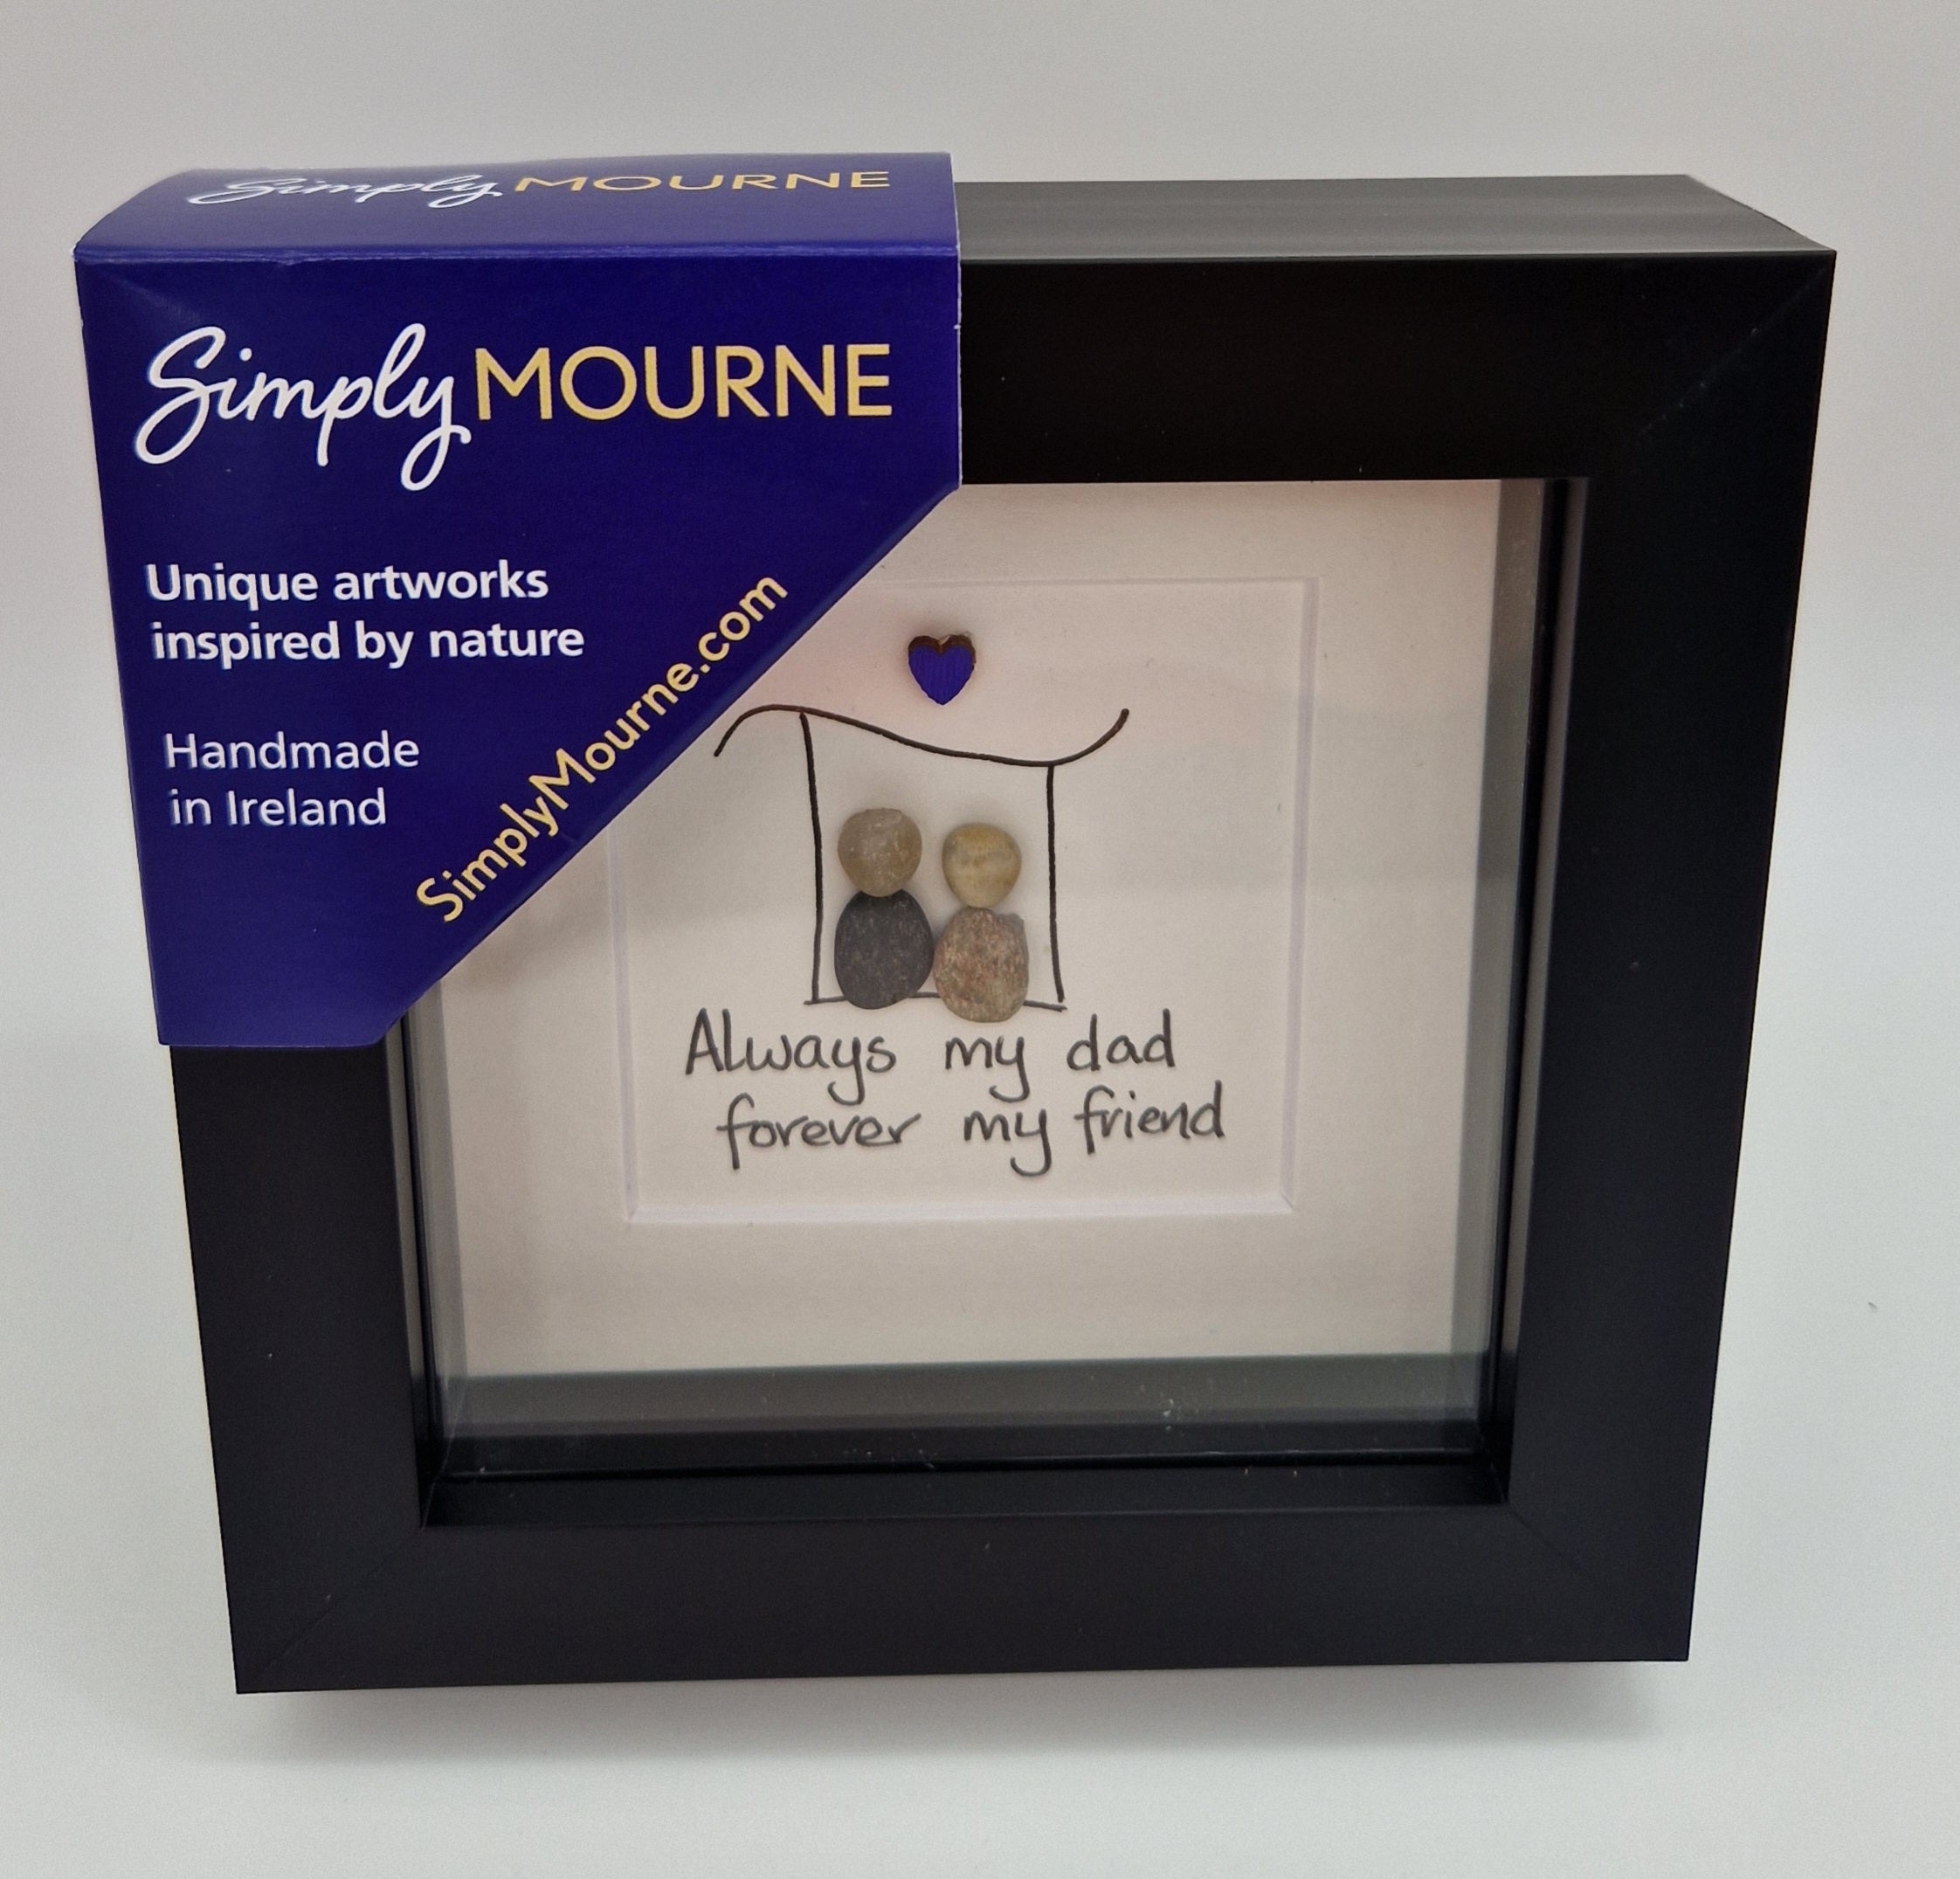 Simply MOURNE
Simply MOURNE
Unique artworks
inspired by nature
Handmade
in Ireland
SimplyMourne.com
Always my dad
forever my friend